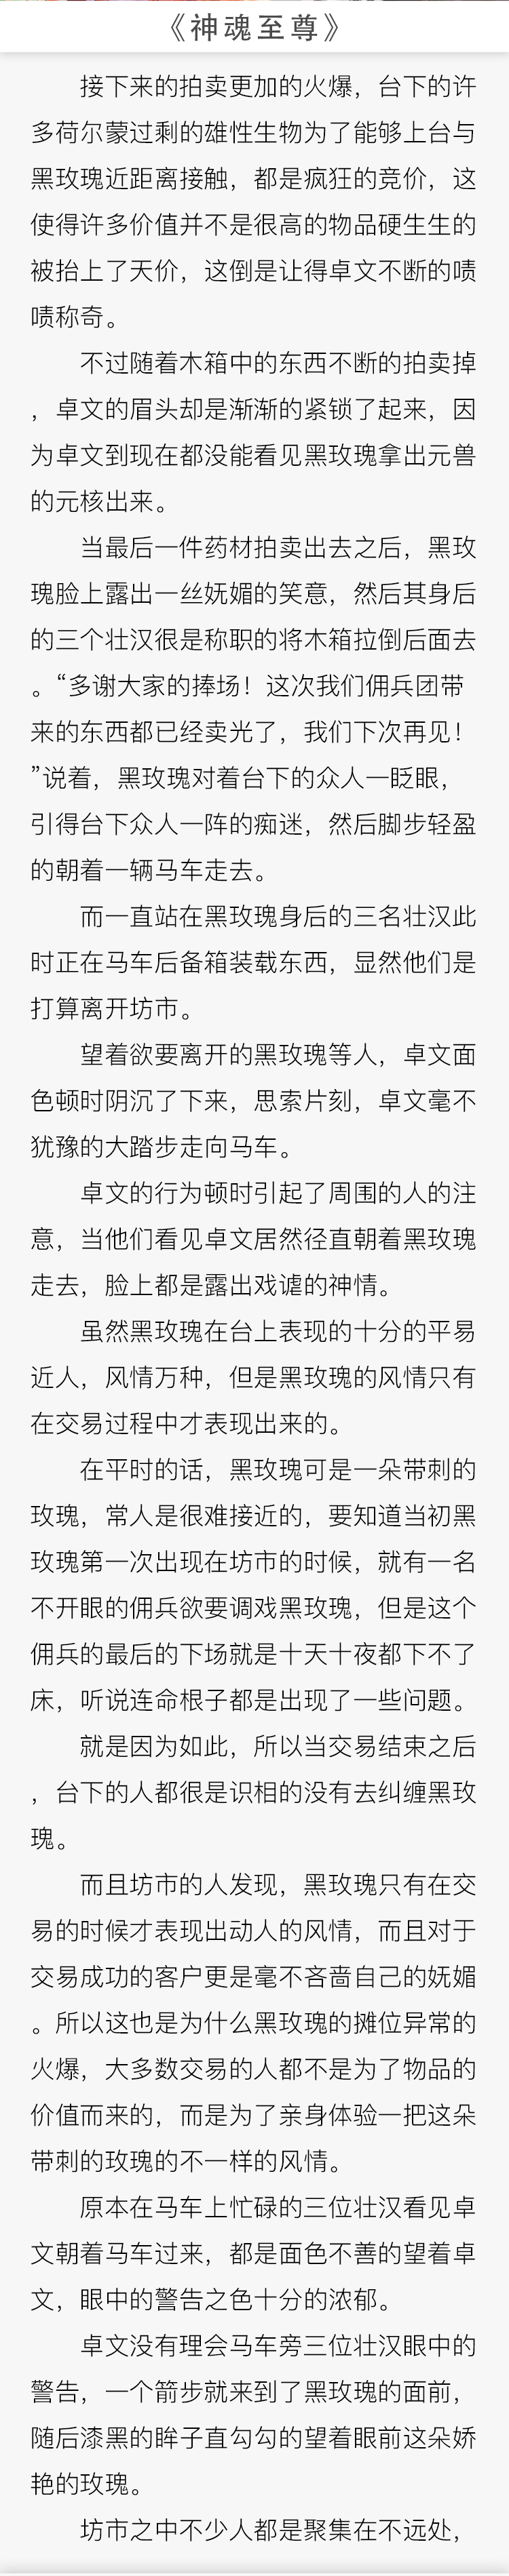 《神魂至尊》
接下来的拍卖更加的火爆，台下的许
多荷尔蒙过剩的雄性生物为了能够上台与
黑玫瑰近距离接触，都是疯狂的竞价，这
使得许多价值并不是很高的物品硬生生的
被抬上了天价，这倒是让得卓文不断的啧
啧称奇。
不过随着木箱中的东西不断的拍卖掉
，卓文的眉头却是渐渐的紧锁了起来，因
为卓文到现在都没能看见黑玫瑰拿出元兽
的元核出来。
当最后一件药材拍卖出去之后，黑玫
瑰脸上露出一丝妩媚的笑意，然后其身后
的三个壮汉很是称职的将木箱拉倒后面去
。“多谢大家的捧场！这次我们佣兵团带
来的东西都已经卖光了，我们下次再见！
”说着，黑玫瑰对着台下的众人一眨眼，
引得台下众人一阵的痴迷，然后脚步轻盈
的朝着一辆马车走去。
而一直站在黑玫瑰身后的三名壮汉此
时正在马车后备箱装载东西，显然他们是
打算离开坊市。
望着欲要离开的黑玫瑰等人，卓文面
色顿时阴沉了下来，思索片刻，卓文毫不
犹豫的大踏步走向马车。
卓文的行为顿时引起了周围的人的注
意，当他们看见卓文居然径直朝着黑玫瑰
走去，脸上都是露出戏谑的神情。
虽然黑玫瑰在台上表现的十分的平易
近人，风情万种，但是黑玫瑰的风情只有
在交易过程中才表现出来的。
在平时的话，黑玫瑰可是一朵带刺的
玫瑰，常人是很难接近的，要知道当初黑
玫瑰第一次出现在坊市的时候，就有一名
不开眼的佣兵欲要调戏黑玫瑰，但是这个
佣兵的最后的下场就是十天十夜都下不了
床，听说连命根子都是出现了一些问题。
就是因为如此，所以当交易结束之后
，台下的人都很是识相的没有去纠缠黑玫
瑰。
而且坊市的人发现，黑玫瑰只有在交
易的时候才表现出动人的风情，而且对于
交易成功的客户更是毫不吝啬自己的妩媚
。所以这也是为什么黑玫瑰的摊位异常的
火爆，大多数交易的人都不是为了物品的
价值而来的，而是为了亲身体验一把这朵
带刺的玫瑰的不一样的风情。
原本在马车上忙碌的三位壮汉看见卓
文朝着马车过来，都是面色不善的望着卓
文，眼中的警告之色十分的浓郁。
卓文没有理会马车旁三位壮汉眼中的
警告，一个箭步就来到了黑玫瑰的面前，
随后漆黑的眸子直勾勾的望着眼前这朵娇
艳的玫瑰。
坊市之中不少人都是聚集在不远处，